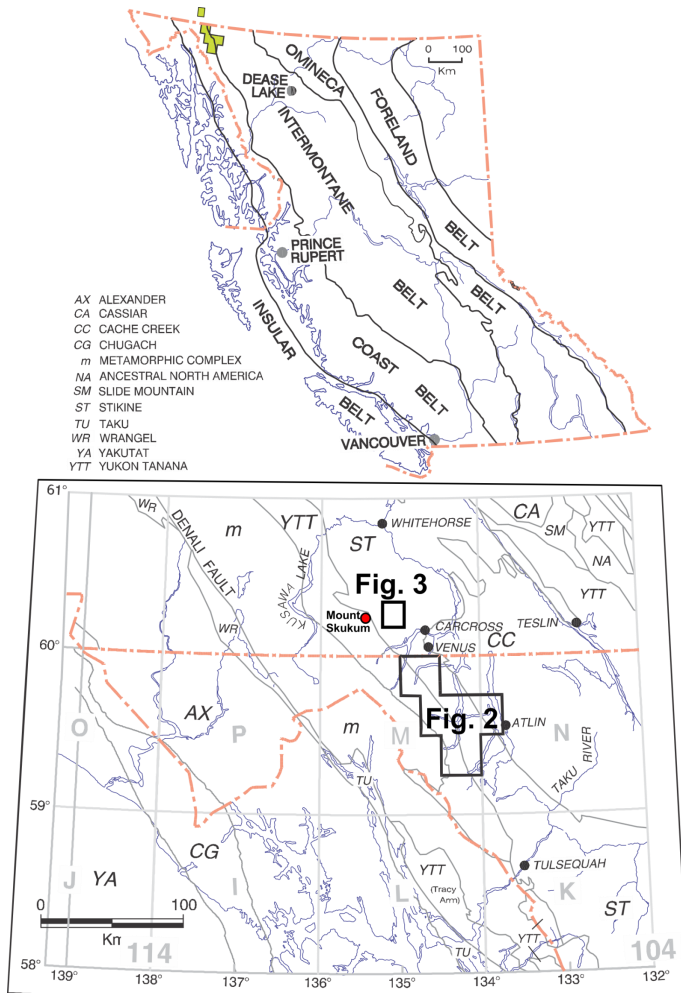 0 100
Km
OMINECA
DEASE
LAKE
FORELAND
INTERMONTANE
BELT
PRINCE
RUPERT
BELT
BELT
INSULAR
COAST
BELT
BELT
VANCOUVER
AX ALEXANDER
CA CASSIAR
CC CACHE CREEK
CG CHUGACH
m METAMORPHIC COMPLEX
NA ANCESTRAL NORTH AMERICA
SM SLIDE MOUNTAIN
ST STIKINE
TU TAKU
WR WRANGEL
YA YAKUTAT
YTT YUKON TANANA
61°
WR
DENALI FAULT
m
YTT
ST
WHITEHORSE
CA
SM
YTT
NA
YTT
KUSAWA LAKE
Fig. 3
Mount
Skukum
CARCROSS
TESLIN
CC
VENUS
WR
60°
AX
O
P
m
M
Fig. 2
ATLIN
N
TAKU RIVER
TU
59°
CG
J
YA
I
L
YTT
(Tracy
Arm)
TULSEQUAH
K
ST
0 100
Km
114
TU
YTT
104
58°
139° 138° 137° 136° 135° 134° 133° 132°